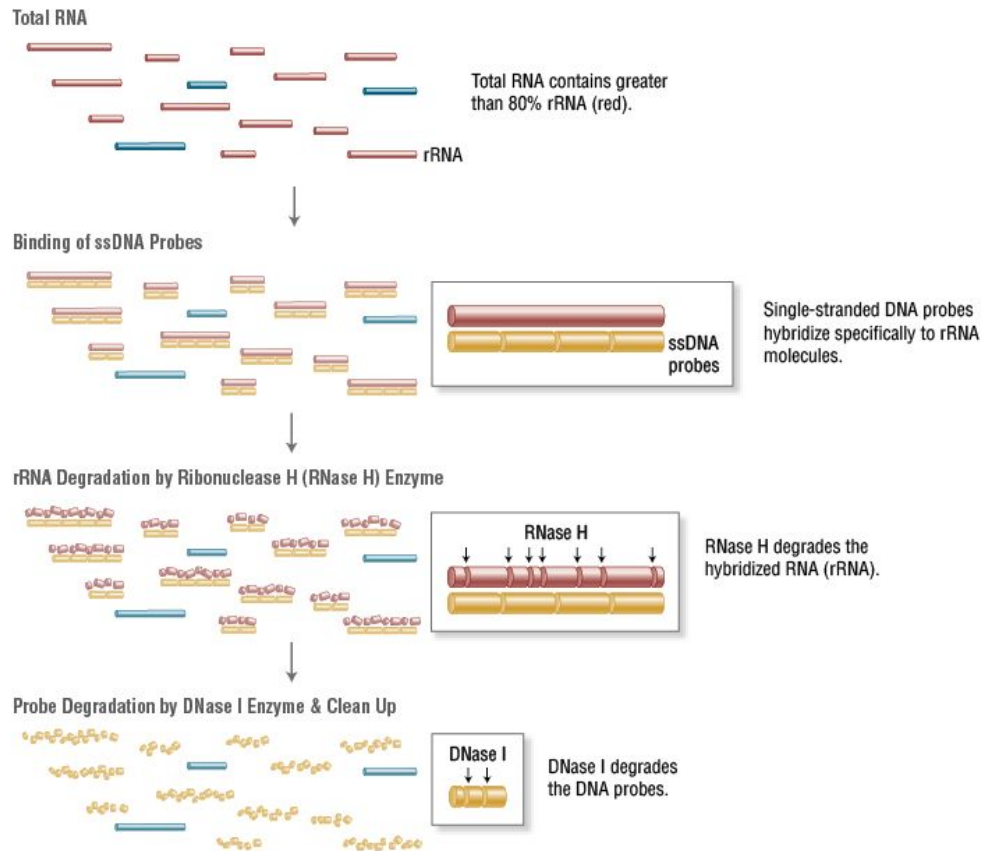 Total RNA
Total RNA contains greater
than 80% rRNA (red).
rRNA
Binding of ssDNA Probes
ssDNA
probes
Single-stranded DNA probes
hybridize specifically to rRNA
molecules.
rRNA Degradation by Ribonuclease H (RNase H) Enzyme
RNase H
RNase H degrades the
hybridized RNA (rRNA).
Probe Degradation by DNase I Enzyme & Clean Up
DNase I
DNase I degrades
the DNA probes.